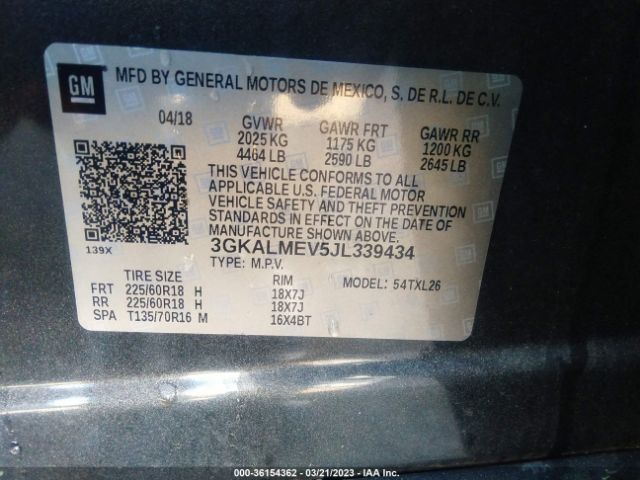 GM MFD BY GENERAL MOTORS DE MEXICO, S. DE R.L. DE C.V.
04/18 GVWR GAWR FRT GAWR RR
2025 KG 1175 KG 1200 KG
4464 LB 2590 LB 2645 LB
THIS VEHICLE CONFORMS TO ALL
APPLICABLE U.S. FEDERAL MOTOR
VEHICLE SAFETY AND THEFT PREVENTION
STANDARDS IN EFFECT ON THE DATE OF
MANUFACTURE SHOWN ABOVE.
139X 3GKALMEV5JL339434
TYPE: M.P.V.
TIRE SIZE RIM MODEL: 54TXL26
FRT 225/60R18 H 18X7J
RR 225/60R18 H 18X7J
SPA T135/70R16 M 16X4BT
000-36154362 - 03/21/2023 - IAA Inc.